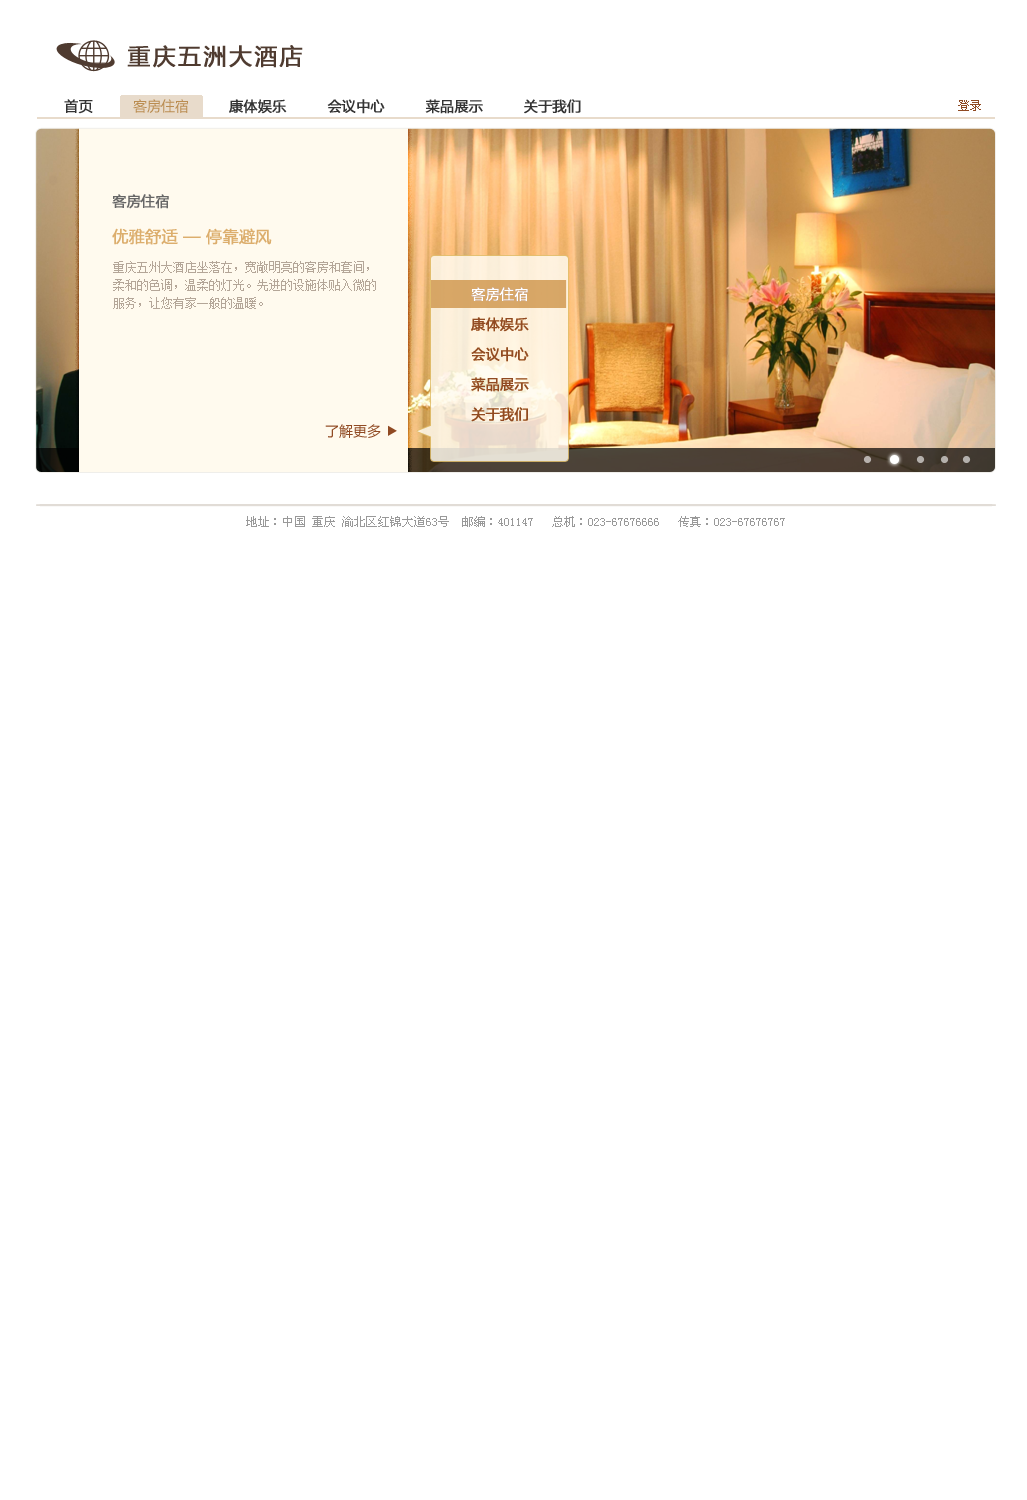 重庆五洲大酒店
首页 客房住宿 康体娱乐 会议中心 菜品展示 关于我们 登录
客房住宿
优雅舒适 — 停靠避风
重庆五州大酒店坐落在，宽敞明亮的客房和套间，
柔和的色调，温柔的灯光。先进的设施体贴入微的
服务，让您有家一般的温暖。
了解更多
客房住宿
康体娱乐
会议中心
菜品展示
关于我们
地址：中国 重庆 渝北区红锦大道63号 邮编：401147 总机：023-67676666 传真：023-67676767